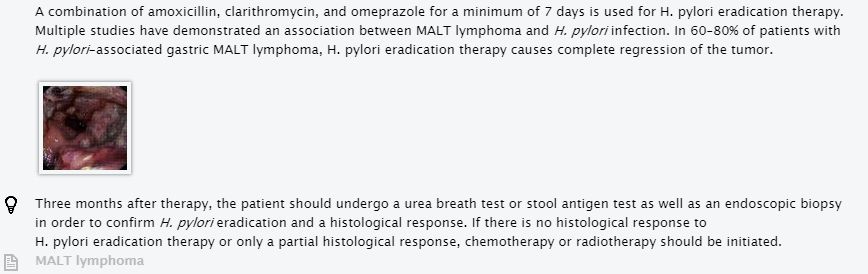 A combination of amoxicillin, clarithromycin, and omeprazole for a minimum of 7 days is used for H. pylori eradication therapy.
Multiple studies have demonstrated an association between MALT lymphoma and H. pylori infection. In 60–80% of patients with
H. pylori–associated gastric MALT lymphoma, H. pylori eradication therapy causes complete regression of the tumor.
Three months after therapy, the patient should undergo a urea breath test or stool antigen test as well as an endoscopic biopsy
in order to confirm H. pylori eradication and a histological response. If there is no histological response to
H. pylori eradication therapy or only a partial histological response, chemotherapy or radiotherapy should be initiated.
MALT lymphoma